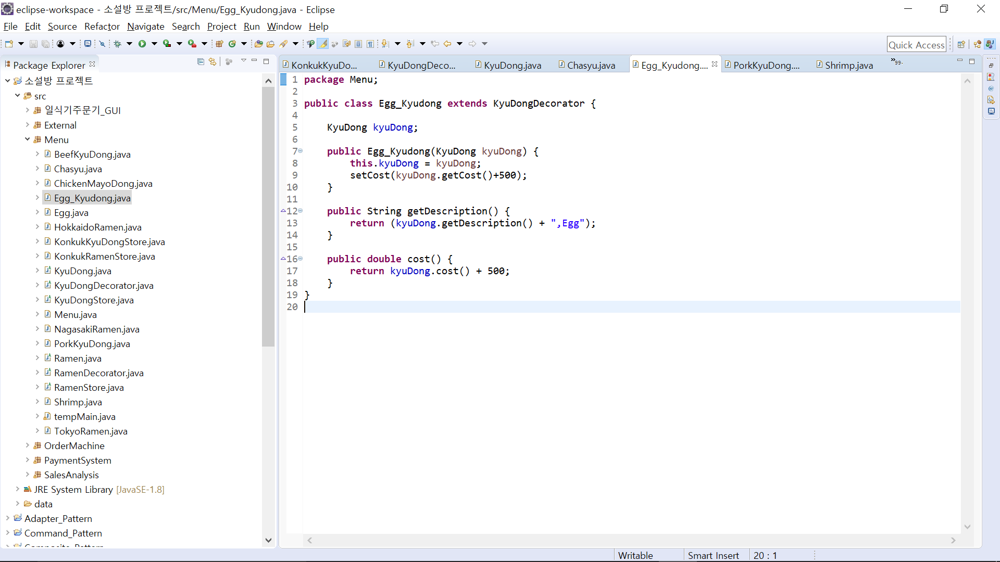 eclipse-workspace - 소설방 프로젝트/src/Menu/Egg_Kyudong.java - Eclipse
File Edit Source Refactor Navigate Search Project Run Window Help
Quick Access
Package Explorer
소설방 프로젝트
src
일식기주문기_GUI
External
Menu
BeefKyuDong.java
Chasyu.java
ChickenMayoDong.java
Egg_Kyudong.java
Egg.java
HokkaidoRamen.java
KonkukKyuDongStore.java
KonkukRamenStore.java
KyuDong.java
KyuDongDecorator.java
KyuDongStore.java
Menu.java
NagasakiRamen.java
PorkKyuDong.java
Ramen.java
RamenDecorator.java
RamenStore.java
Shrimp.java
tempMain.java
TokyoRamen.java
OrderMachine
PaymentSystem
SalesAnalysis
JRE System Library [JavaSE-1.8]
data
Adapter_Pattern
Command_Pattern
KonkukKyuDo... KyuDongDeco... KyuDong.java Chasyu.java Egg_Kyudong.... PorkKyuDong.... Shrimp.java »99+
1 package Menu;
2
3 public class Egg_Kyudong extends KyuDongDecorator {
4
5 KyuDong kyuDong;
6
7 public Egg_Kyudong(KyuDong kyuDong) {
8 this.kyuDong = kyuDong;
9 setCost(kyuDong.getCost()+500);
10 }
11
12 public String getDescription() {
13 return (kyuDong.getDescription() + ",Egg");
14 }
15
16 public double cost() {
17 return kyuDong.cost() + 500;
18 }
19 }
20
Writable Smart Insert 20 : 1